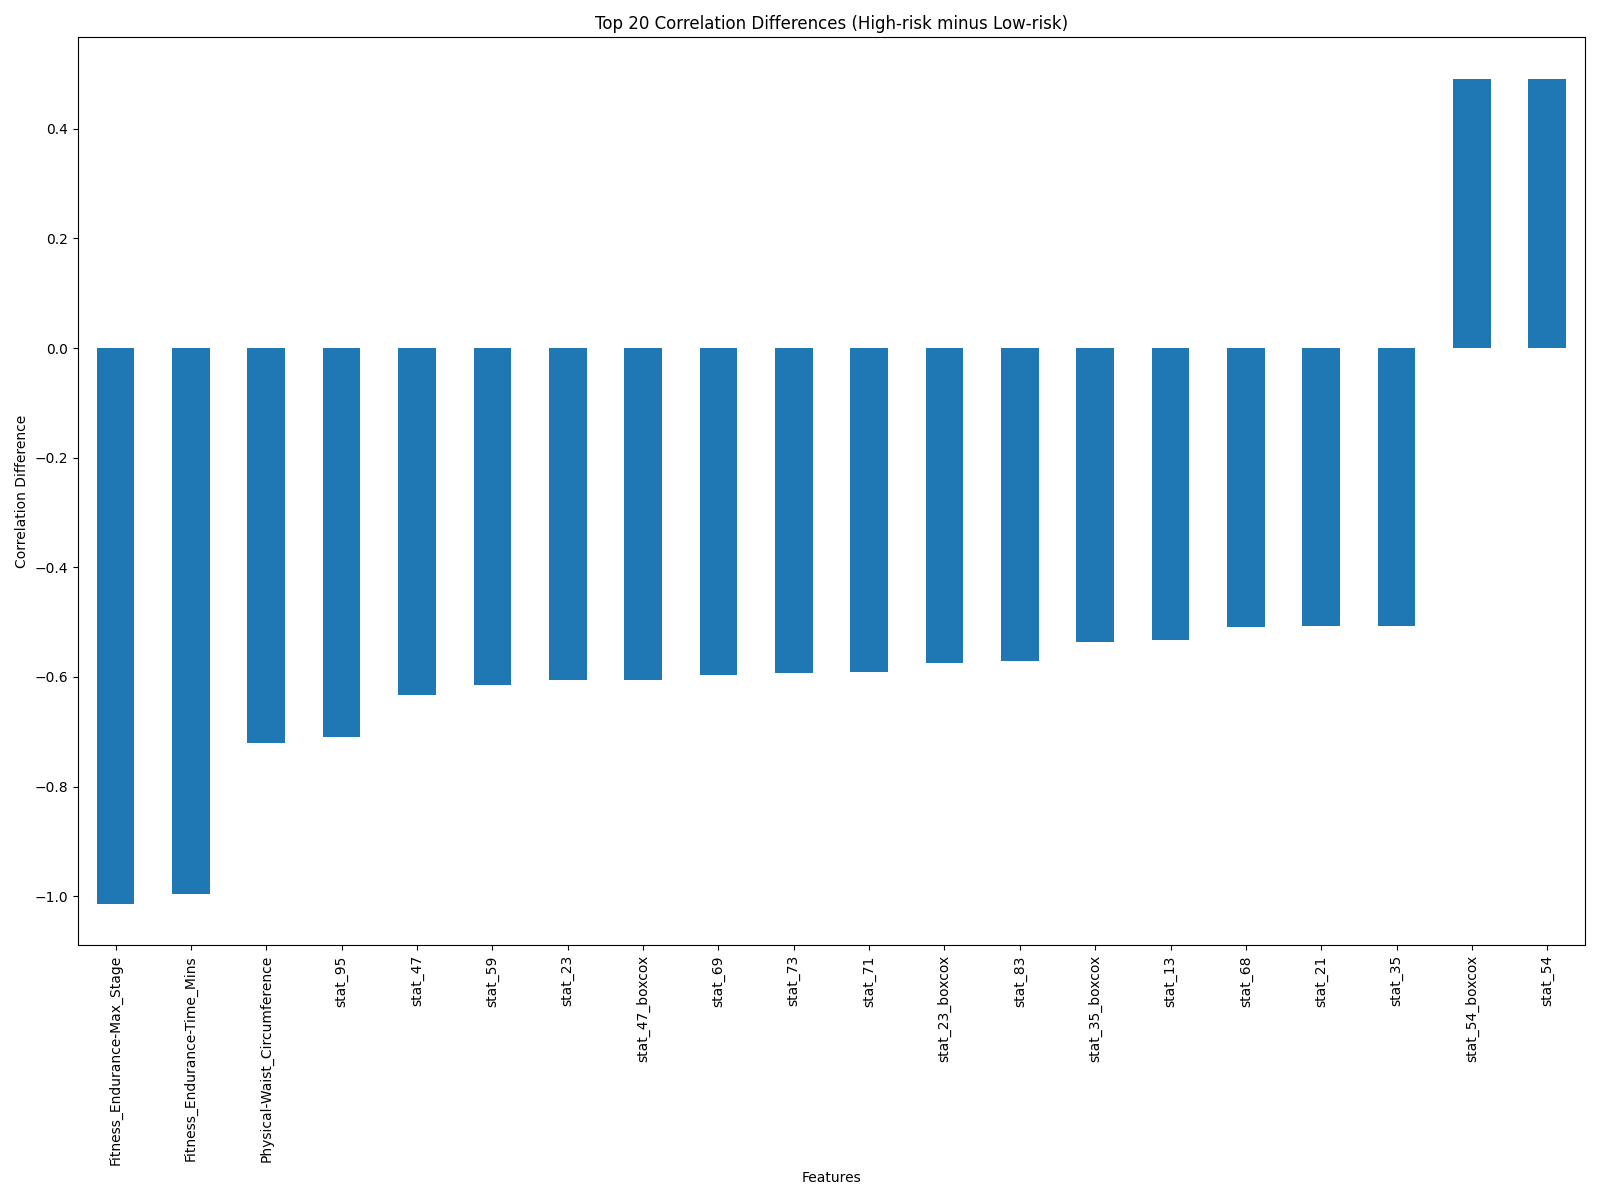 Top 20 Correlation Differences (High-risk minus Low-risk)
Correlation Difference
0.4
0.2
0.0
−0.2
−0.4
−0.6
−0.8
−1.0
Fitness_Endurance-Max_Stage
Fitness_Endurance-Time_Mins
Physical-Waist_Circumference
stat_95
stat_47
stat_59
stat_23
stat_47_boxcox
stat_69
stat_73
stat_71
stat_23_boxcox
stat_83
stat_35_boxcox
stat_13
stat_68
stat_21
stat_35
stat_54_boxcox
stat_54
Features